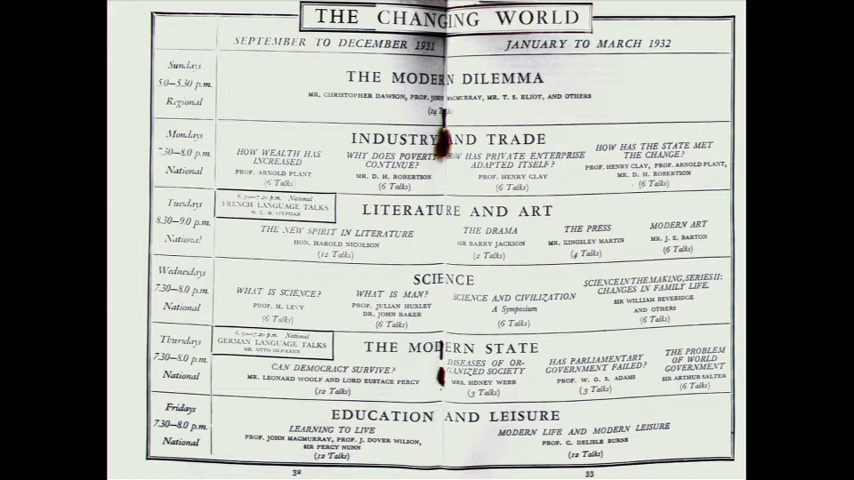 THE CHANGING WORLD
SEPTEMBER TO DECEMBER 1931
JANUARY TO MARCH 1932
Sundays
5.0—5.30 p.m.
Regional
THE MODERN DILEMMA
MR. CHRISTOPHER DAWSON, PROF. JOHN MACMURRAY, MR. T. S. ELIOT, AND OTHERS
Mondays
7.30—8.0 p.m.
National
INDUSTRY AND TRADE
HOW WEALTH HAS
INCREASED
PROF. ARNOLD PLANT
(6 Talks)
WHY DOES POVERTY
CONTINUE?
MR. D. H. ROBERTSON
(6 Talks)
HOW HAS PRIVATE ENTERPRISE
ADAPTED ITSELF?
PROF. HENRY CLAY
(6 Talks)
HOW HAS THE STATE MET
THE CHANGE?
PROF. HENRY CLAY, PROF. ARNOLD PLANT,
MR. D. H. ROBERTSON
(6 Talks)
Tuesdays
8.30—9.0 p.m.
National
National
FRENCH LANGUAGE TALKS
LITERATURE AND ART
THE NEW SPIRIT IN LITERATURE
HON. HAROLD NICOLSON
(12 Talks)
THE DRAMA
SIR BARRY JACKSON
(2 Talks)
THE PRESS
MR. KINGSLEY MARTIN
(4 Talks)
MODERN ART
MR. J. E. BARTON
(6 Talks)
Wednesdays
7.30—8.0 p.m.
National
SCIENCE
WHAT IS SCIENCE?
PROF. H. LEVY
(6 Talks)
WHAT IS MAN?
PROF. JULIAN HUXLEY
DR. JOHN BAKER
(6 Talks)
SCIENCE AND CIVILIZATION
A Symposium
(6 Talks)
SCIENCE IN THE MAKING, SERIES II:
CHANGES IN FAMILY LIFE.
SIR WILLIAM BEVERIDGE
AND OTHERS
(6 Talks)
Thursdays
7.30—8.0 p.m.
National
National
GERMAN LANGUAGE TALKS
THE MODERN STATE
CAN DEMOCRACY SURVIVE?
MR. LEONARD WOOLF AND LORD EUSTACE PERCY
(12 Talks)
DISEASES OF OR-
GANIZED SOCIETY
MRS. SIDNEY WEBB
(3 Talks)
HAS PARLIAMENTARY
GOVERNMENT FAILED?
PROF. W. G. S. ADAMS
(3 Talks)
THE PROBLEM
OF WORLD
GOVERNMENT
SIR ARTHUR SALTER
(6 Talks)
Fridays
7.30—8.0 p.m.
National
EDUCATION AND LEISURE
LEARNING TO LIVE
PROF. JOHN MACMURRAY, PROF. J. DOVER WILSON,
SIR PERCY NUNN
(12 Talks)
MODERN LIFE AND MODERN LEISURE
PROF. C. DELISLE BURNS
(12 Talks)
32
33